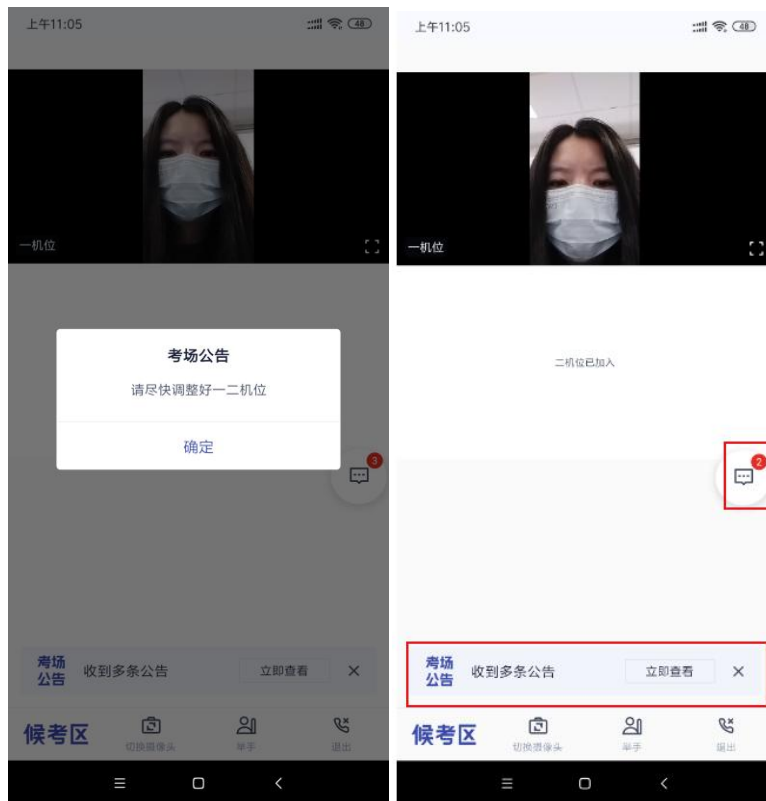 上午11:05
48
一机位
考场公告
请尽快调整好一二机位
确定
3
考场
公告
收到多条公告
立即查看
候考区
切换摄像头
举手
退出
上午11:05
48
一机位
二机位已加入
2
考场
公告
收到多条公告
立即查看
候考区
切换摄像头
举手
退出